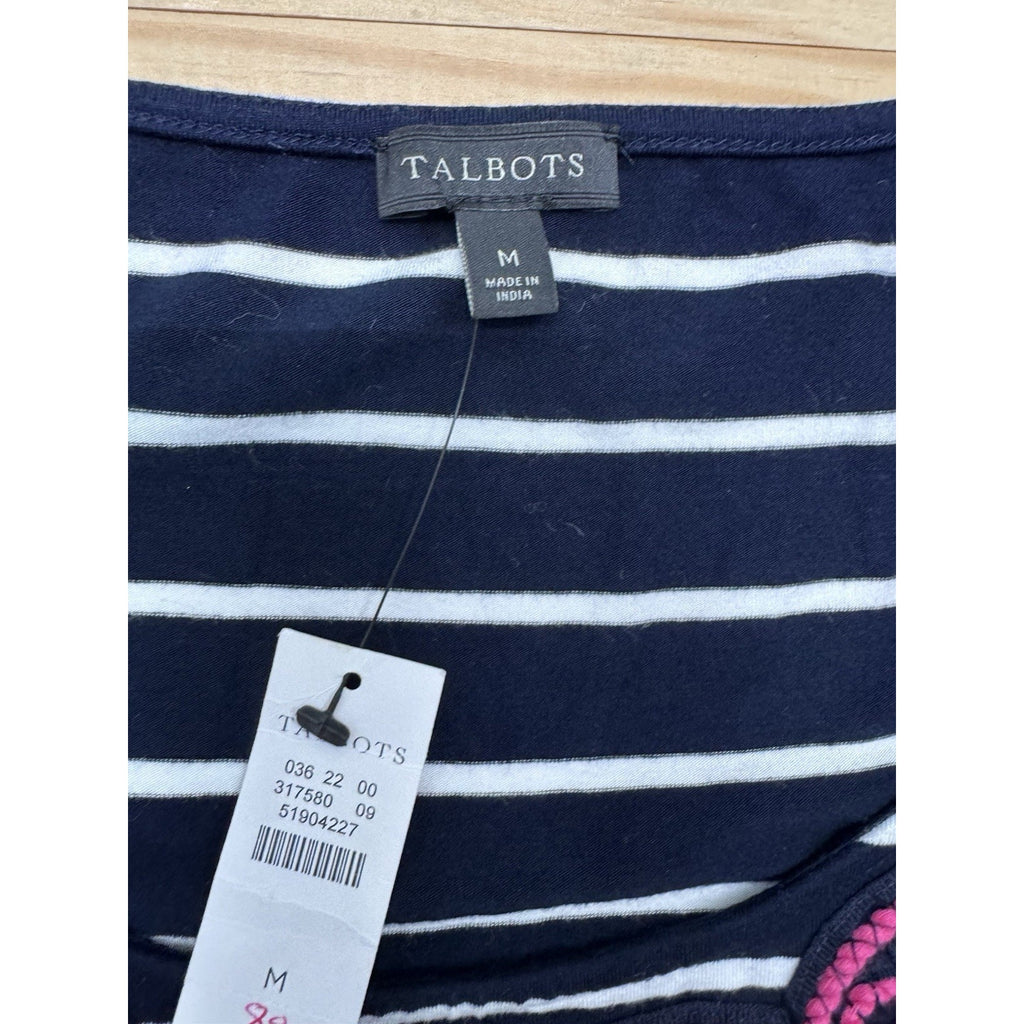 TALBOTS
M
MADE IN
INDIA
TALBOTS
036 22 00
317580 09
51904227
M